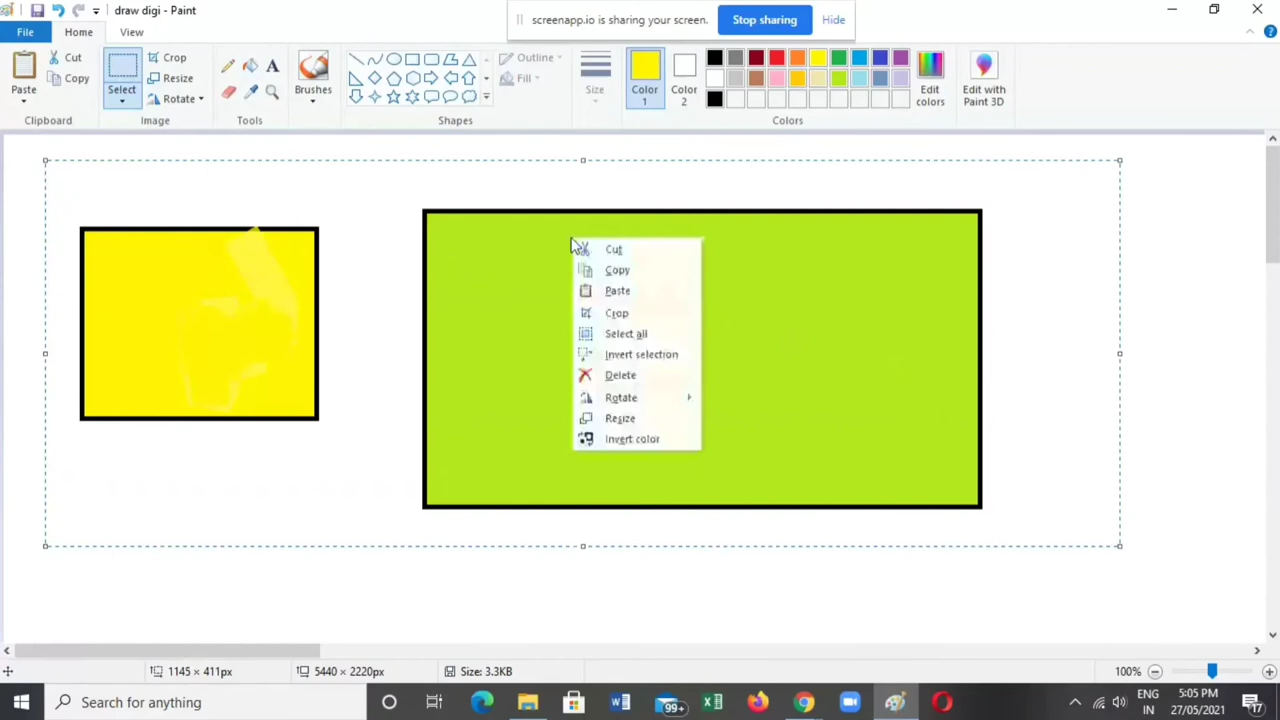 draw digi - Paint
screenapp.io is sharing your screen.
Stop sharing
Hide
File
Home
View
Paste
Cut
Copy
Clipboard
Select
Crop
Resize
Rotate
Image
A
Tools
Brushes
Shapes
Outline
Fill
Size
Color
1
Color
2
Edit
colors
Colors
Edit with
Paint 3D
Cut
Copy
Paste
Crop
Select all
Invert selection
Delete
Rotate
Resize
Invert color
1145 × 411px
5440 × 2220px
Size: 3.3KB
100%
Search for anything
99+
ENG
IN
5:05 PM
27/05/2021
17